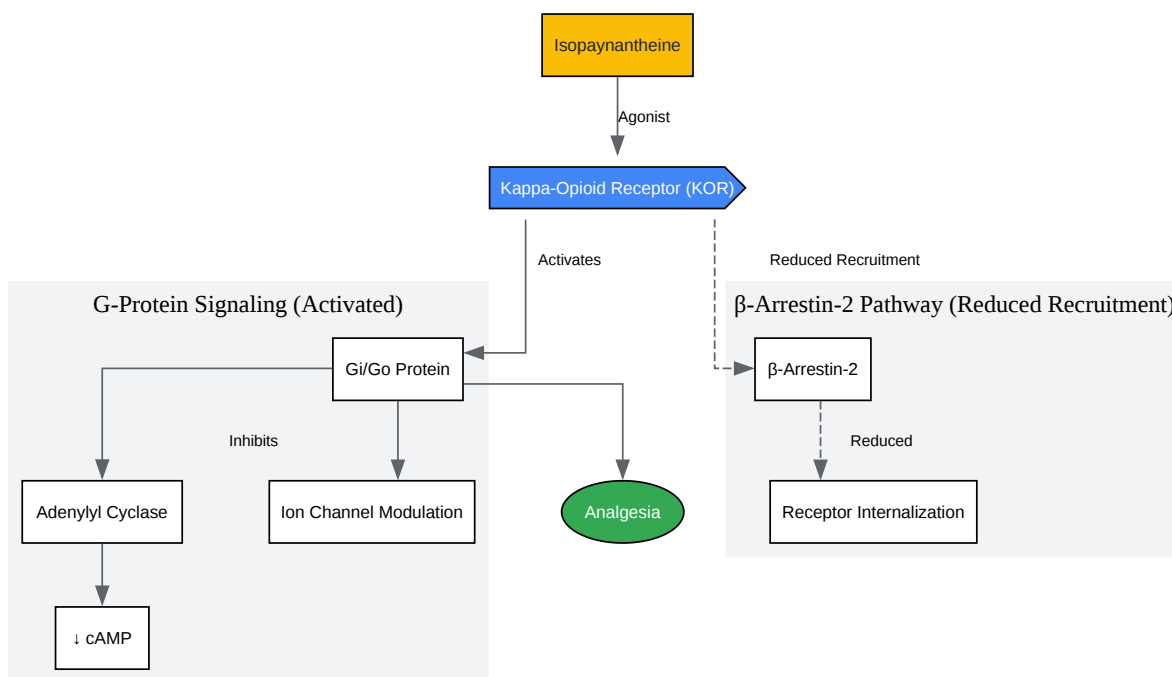 Isopaynantheine
Agonist
Kappa-Opioid Receptor (KOR)
Activates
Reduced Recruitment
G-Protein Signaling (Activated)
β-Arrestin-2 Pathway (Reduced Recruitment)
Gi/Go Protein
β-Arrestin-2
Inhibits
Reduced
Adenylyl Cyclase
Ion Channel Modulation
Analgesia
Receptor Internalization
↓ cAMP